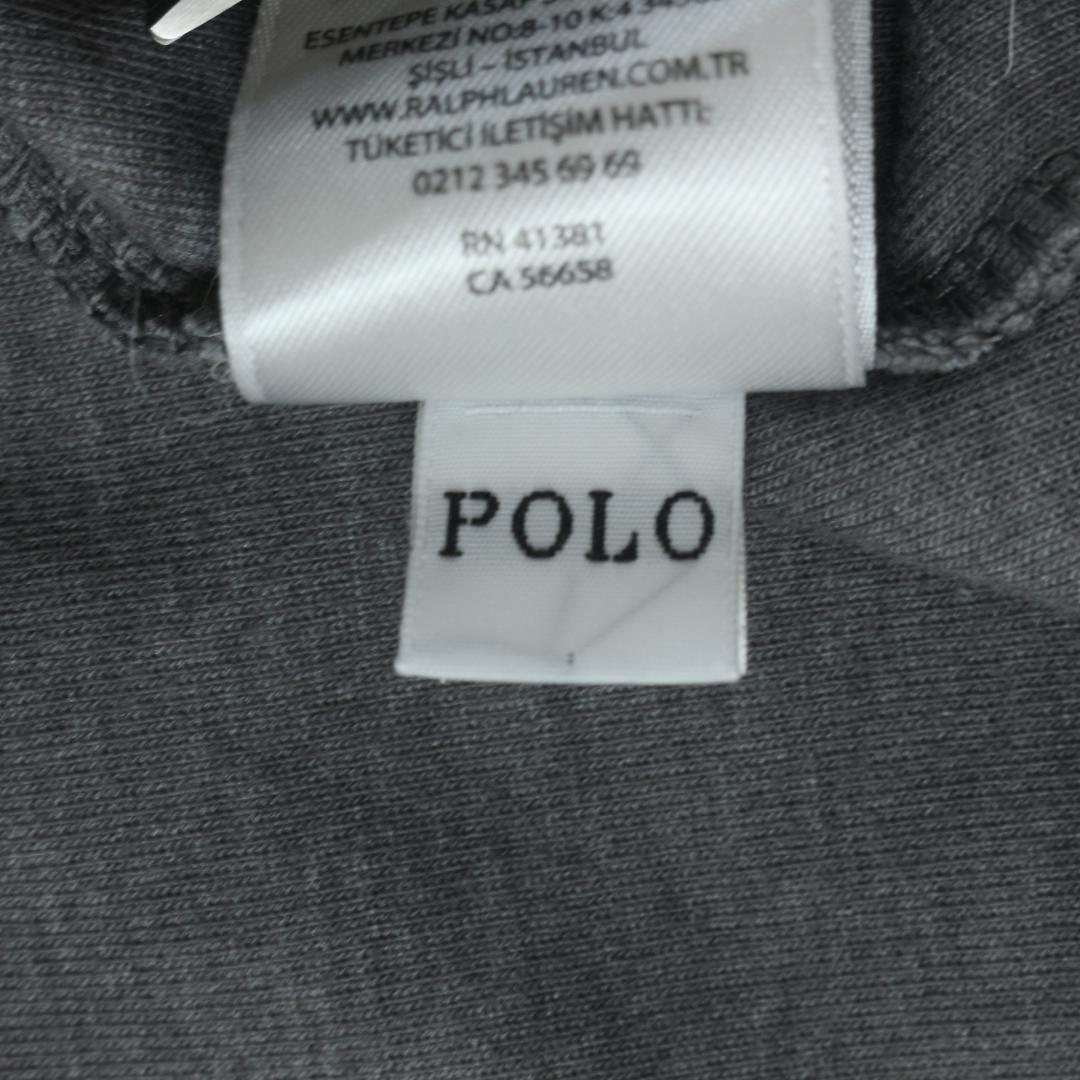 ESENTEPE KASAP
MERKEZİ NO:8-10 K:4
ŞİŞLİ – İSTANBUL
WWW.RALPHLAUREN.COM.TR
TÜKETİCİ İLETİŞİM HATTI:
0212 345 69 69
RN 41381
CA 56658
POLO